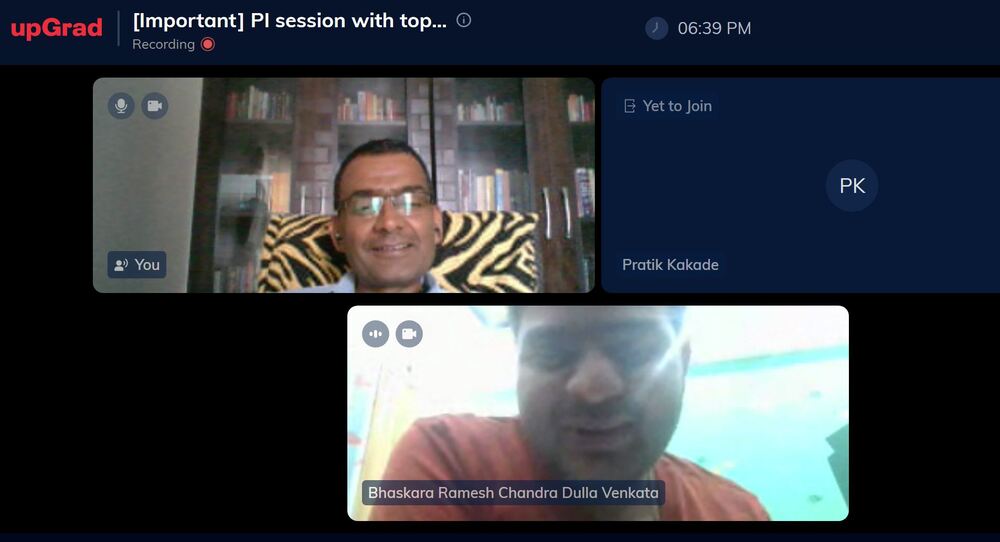 upGrad
[Important] PI session with top...
Recording
06:39 PM
Yet to Join
PK
You
Pratik Kakade
Bhaskara Ramesh Chandra Dulla Venkata